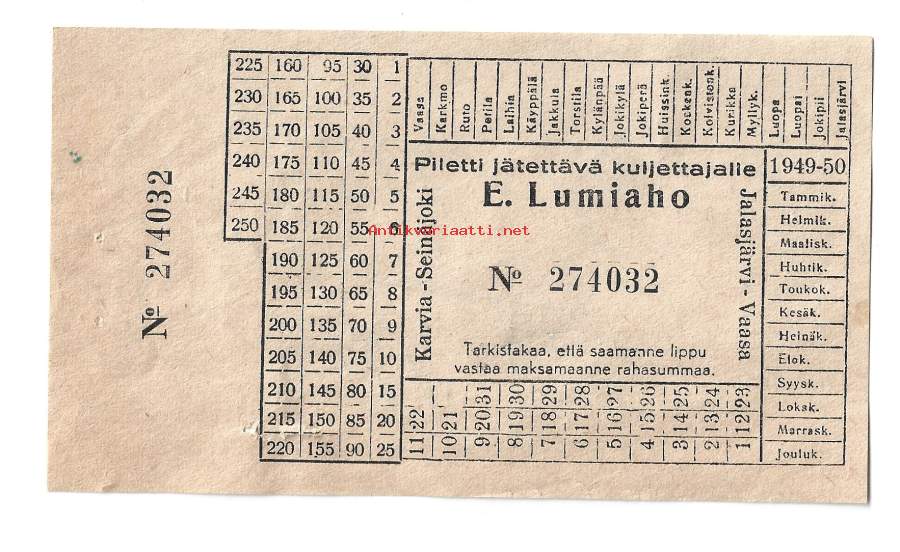 № 274032
225 160 95 30 1
230 165 100 35 2
235 170 105 40 3
240 175 110 45 4
245 180 115 50 5
250 185 120 55 6
190 125 60 7
195 130 65 8
200 135 70 9
205 140 75 10
210 145 80 15
215 150 85 20
220 155 90 25
Vaasa
Karkmo
Ruto
Petila
Laihia
Käyppälä
Jakkula
Torstila
Kylänpää
Jokikylä
Jokiperä
Huissink.
Koskenk.
Koivistonk.
Kurikka
Myllyk.
Luopa
Luopai
Jokipii
Jalasjärvi
Piletti jätettävä kuljettajalle
E. Lumiaho
Antikvariaatti.net
Karvia-Seinäjoki
Jalasjärvi - Vaasa
№ 274032
Tarkistakaa, että saamanne lippu
vastaa maksamaanne rahasummaa.
1949-50
Tammik.
Helmik.
Maalisk.
Huhtik.
Toukok.
Kesäk.
Heinäk.
Elok.
Syysk.
Lokak.
Marrask.
Jouluk.
11 22
10 21
9 20 31
8 19 30
7 18 29
6 17 28
5 16 27
4 15 26
3 14 25
2 13 24
1 12 23